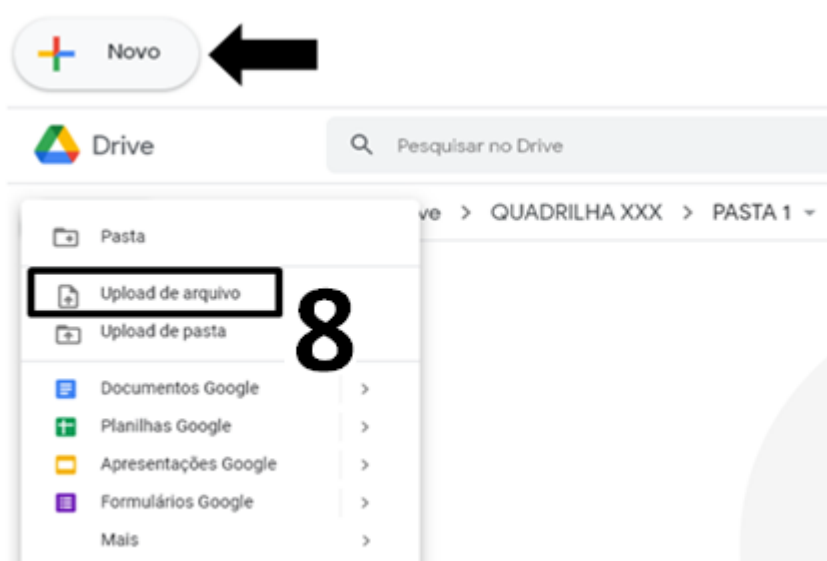 Novo
Drive
Pesquisar no Drive
ve > QUADRILHA XXX > PASTA 1
Pasta
Upload de arquivo
8
Upload de pasta
Documentos Google
Planilhas Google
Apresentações Google
Formulários Google
Mais